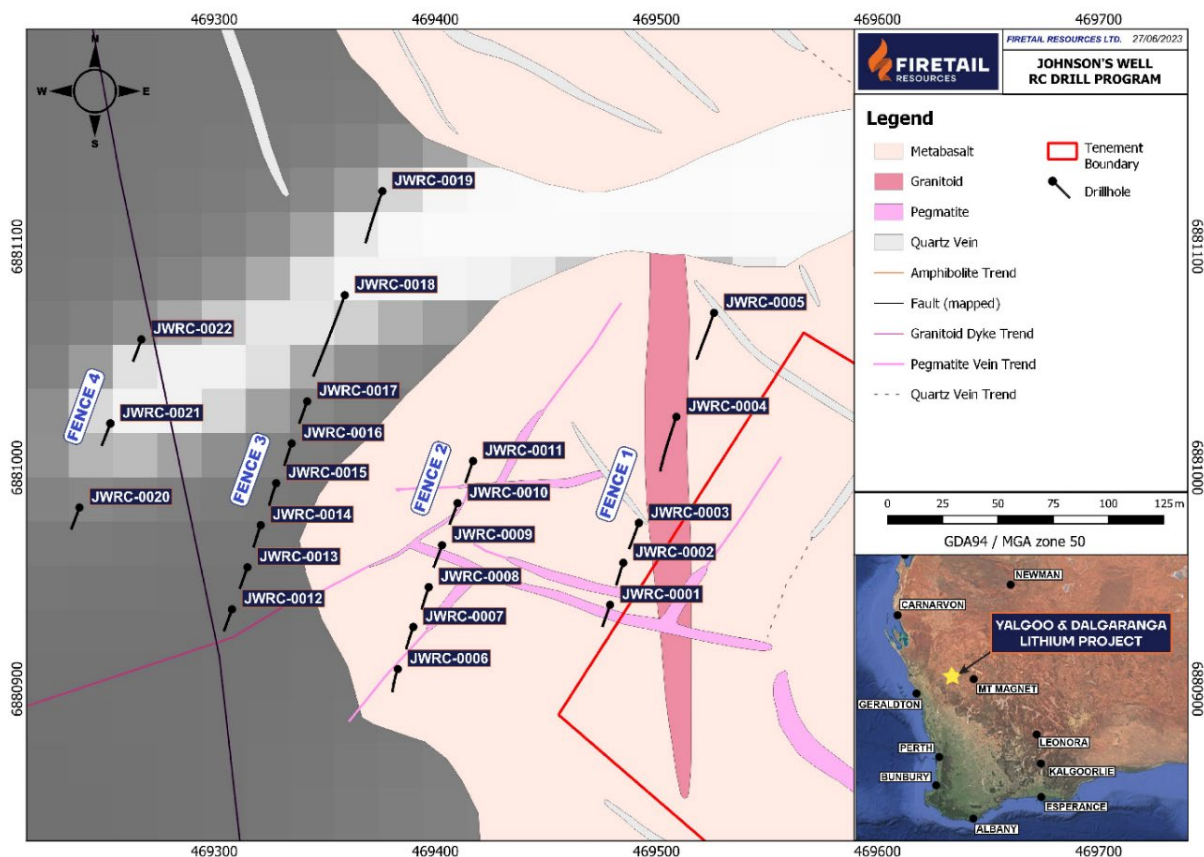 469300
469400
469500
469600
469700
6881100
6881000
6880900
6881100
6881000
6880900
N
W
E
S
JWRC-0019
JWRC-0018
JWRC-0005
JWRC-0022
JWRC-0017
JWRC-0004
JWRC-0021
JWRC-0016
JWRC-0011
JWRC-0015
JWRC-0020
JWRC-0010
JWRC-0014
JWRC-0003
JWRC-0009
JWRC-0002
JWRC-0013
JWRC-0008
JWRC-0012
JWRC-0001
JWRC-0007
JWRC-0006
FENCE 4
FENCE 3
FENCE 2
FENCE 1
FIRETAIL
RESOURCES
FIRETAIL RESOURCES LTD. 27/06/2023
JOHNSON'S WELL
RC DRILL PROGRAM
Legend
Metabasalt
Granitoid
Pegmatite
Quartz Vein
Amphibolite Trend
Fault (mapped)
Granitoid Dyke Trend
Pegmatite Vein Trend
Quartz Vein Trend
Tenement
Boundary
Drillhole
0 25 50 75 100 125 m
GDA94 / MGA zone 50
NEWMAN
CARNARVON
YALGOO & DALGARANGA
LITHIUM PROJECT
MT MAGNET
GERALDTON
LEONORA
PERTH
KALGOORLIE
BUNBURY
ESPERANCE
ALBANY